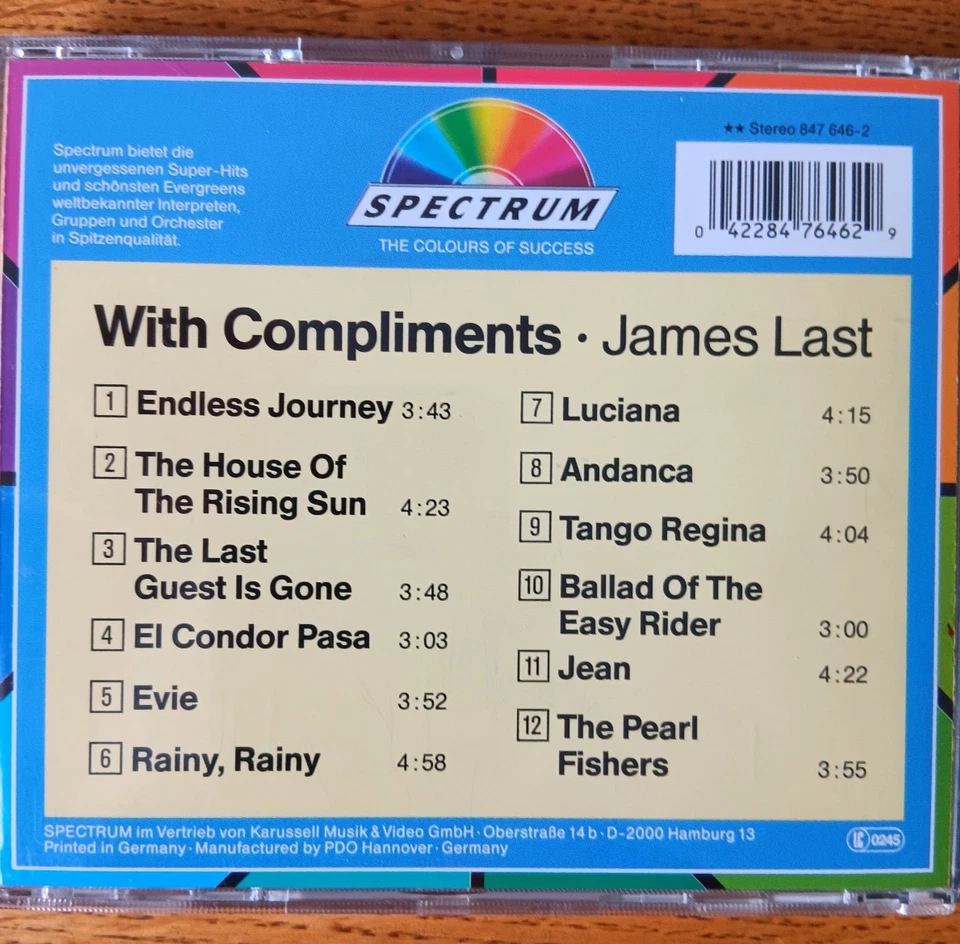 Spectrum bietet die
unvergessenen Super-Hits
und schönsten Evergreens
weltbekannter Interpreten,
Gruppen und Orchester
in Spitzenqualität.
SPECTRUM
THE COLOURS OF SUCCESS
★★ Stereo 847 646-2
0 42284 76462 9
With Compliments · James Last
1 Endless Journey 3:43
2 The House Of
The Rising Sun 4:23
3 The Last
Guest Is Gone 3:48
4 El Condor Pasa 3:03
5 Evie 3:52
6 Rainy, Rainy 4:58
7 Luciana 4:15
8 Andanca 3:50
9 Tango Regina 4:04
10 Ballad Of The
Easy Rider 3:00
11 Jean 4:22
12 The Pearl
Fishers 3:55
SPECTRUM im Vertrieb von Karussell Musik & Video GmbH · Oberstraße 14 b · D-2000 Hamburg 13
Printed in Germany · Manufactured by PDO Hannover · Germany
LC 0245